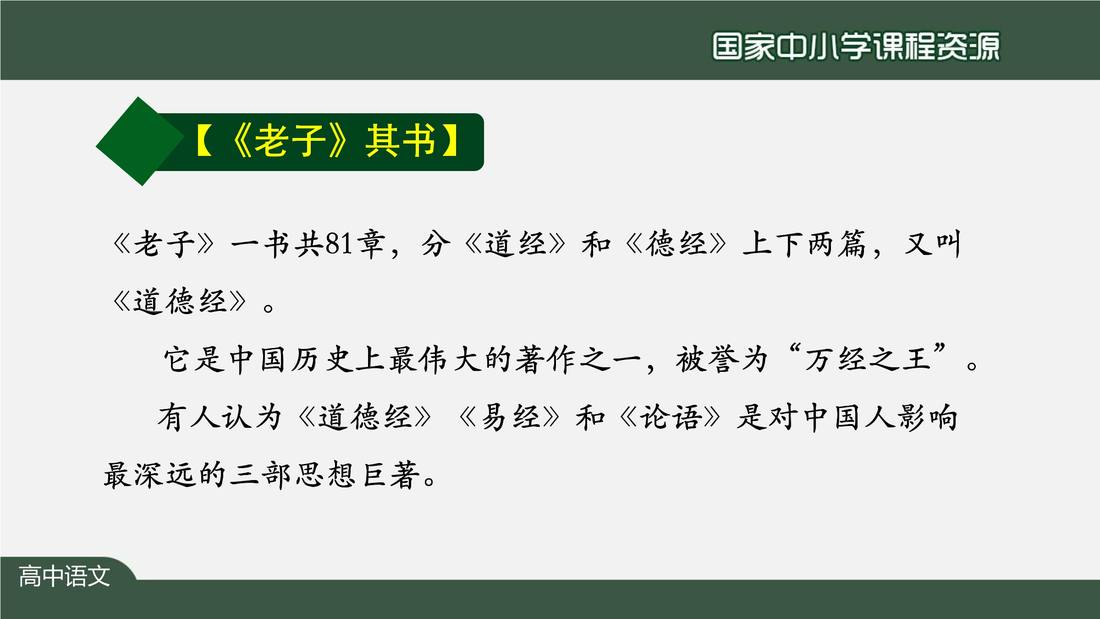 国家中小学课程资源
【《老子》其书】
《老子》一书共81章，分《道经》和《德经》上下两篇，又叫
《道德经》。
它是中国历史上最伟大的著作之一，被誉为“万经之王”。
有人认为《道德经》《易经》和《论语》是对中国人影响
最深远的三部思想巨著。
高中语文